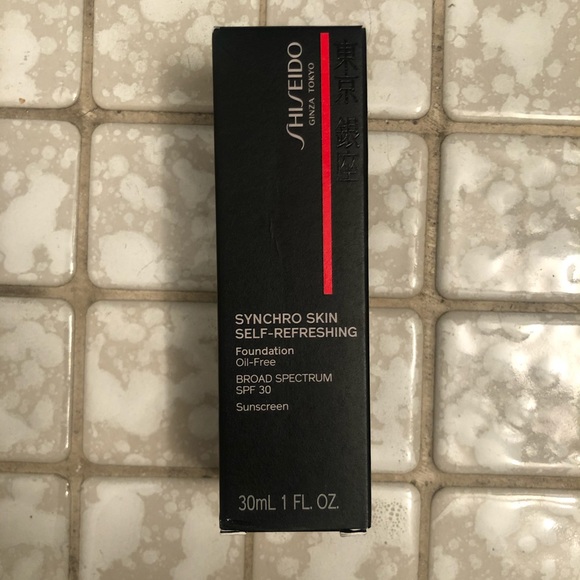 SHISEIDO
GINZA TOKYO
東京 銀座
SYNCHRO SKIN
SELF-REFRESHING
Foundation
Oil-Free
BROAD SPECTRUM
SPF 30
Sunscreen
30mL 1 FL. OZ.